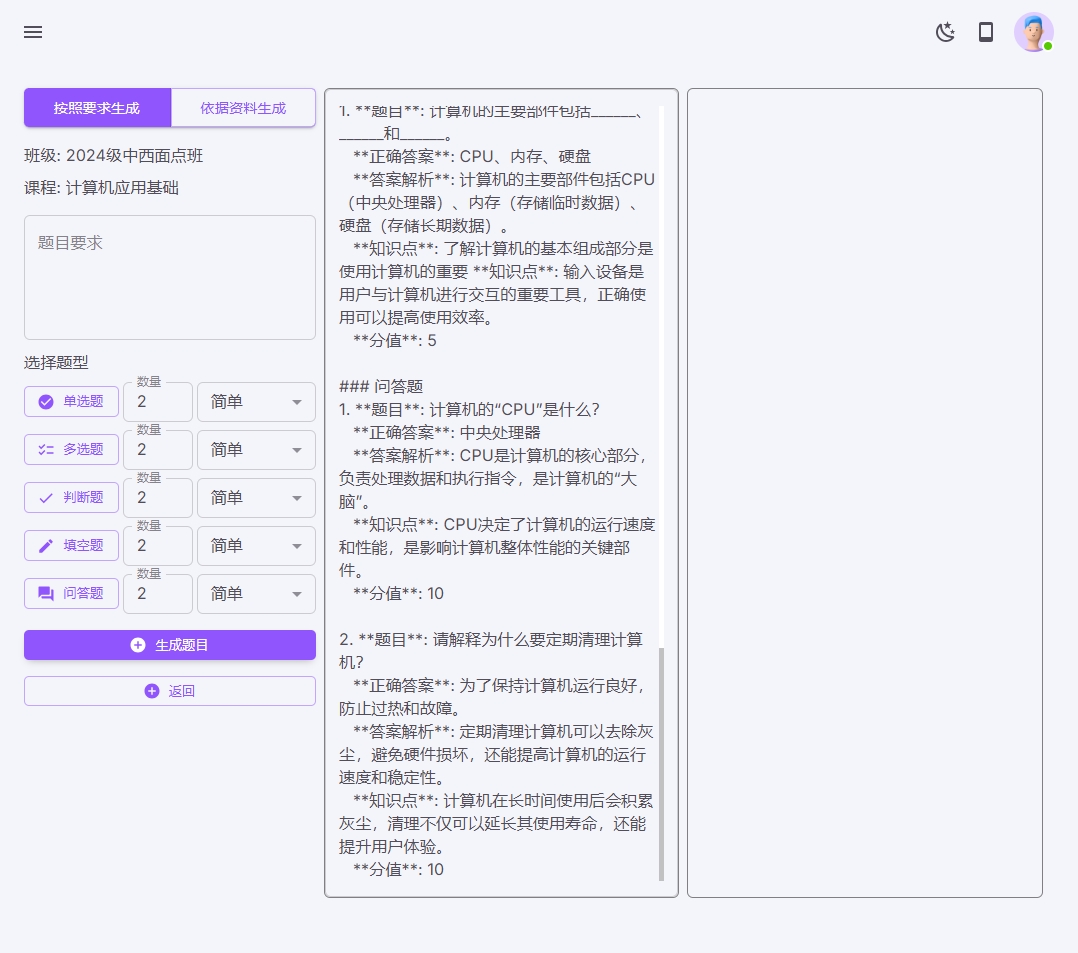 按照要求生成
依据资料生成
班级: 2024级中西面点班
课程: 计算机应用基础
题目要求
选择题型
单选题
数量
2
简单
多选题
数量
2
简单
判断题
数量
2
简单
填空题
数量
2
简单
问答题
数量
2
简单
生成题目
返回
1. **题目**: 计算机的主要部件包括______、
______和______。
**正确答案**: CPU、内存、硬盘
**答案解析**: 计算机的主要部件包括CPU
（中央处理器）、内存（存储临时数据）、
硬盘（存储长期数据）。
**知识点**: 了解计算机的基本组成部分是
使用计算机的重要 **知识点**: 输入设备是
用户与计算机进行交互的重要工具，正确使
用可以提高使用效率。
**分值**: 5
### 问答题
1. **题目**: 计算机的“CPU”是什么？
**正确答案**: 中央处理器
**答案解析**: CPU是计算机的核心部分，
负责处理数据和执行指令，是计算机的“大
脑”。
**知识点**: CPU决定了计算机的运行速度
和性能，是影响计算机整体性能的关键部
件。
**分值**: 10
2. **题目**: 请解释为什么要定期清理计算
机？
**正确答案**: 为了保持计算机运行良好，
防止过热和故障。
**答案解析**: 定期清理计算机可以去除灰
尘，避免硬件损坏，还能提高计算机的运行
速度和稳定性。
**知识点**: 计算机在长时间使用后会积累
灰尘，清理不仅可以延长其使用寿命，还能
提升用户体验。
**分值**: 10